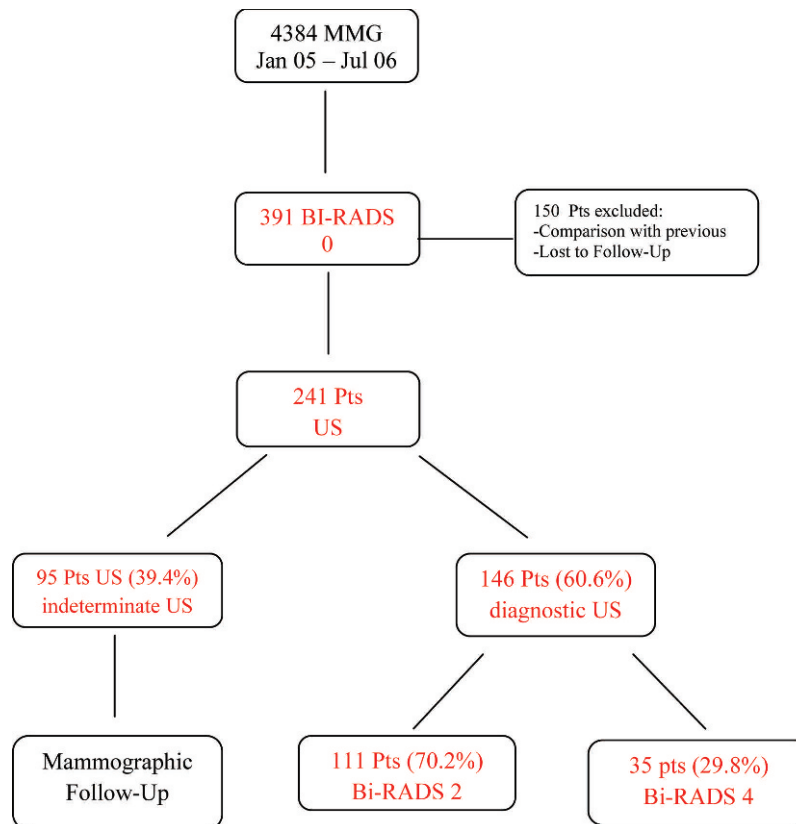 4384 MMG
Jan 05 – Jul 06
391 BI-RADS
0
150 Pts excluded:
-Comparison with previous
-Lost to Follow-Up
241 Pts
US
95 Pts US (39.4%)
indeterminate US
146 Pts (60.6%)
diagnostic US
Mammographic
Follow-Up
111 Pts (70.2%)
Bi-RADS 2
35 pts (29.8%)
Bi-RADS 4